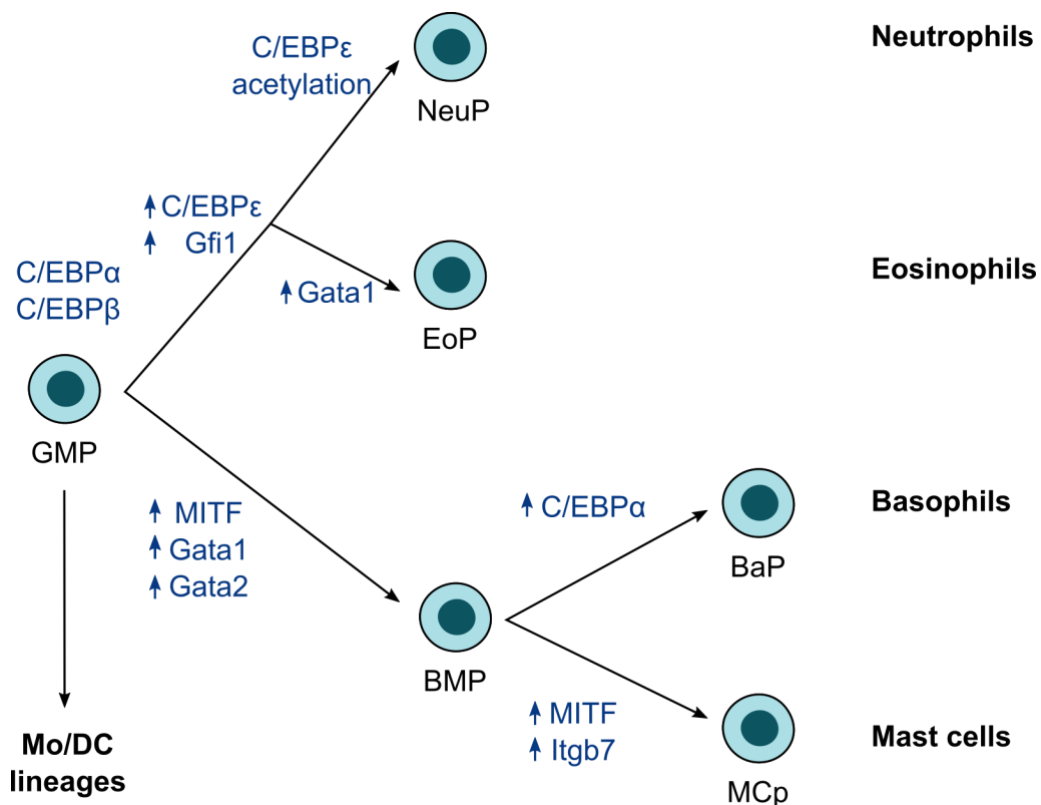 C/EBPε
acetylation
Neutrophils
NeuP
C/EBPε
Gfi1
C/EBPα
C/EBPβ
Gata1
Eosinophils
EoP
GMP
MITF
Gata1
Gata2
C/EBPα
Basophils
BaP
BMP
MITF
Itgb7
Mast cells
MCp
Mo/DC
lineages